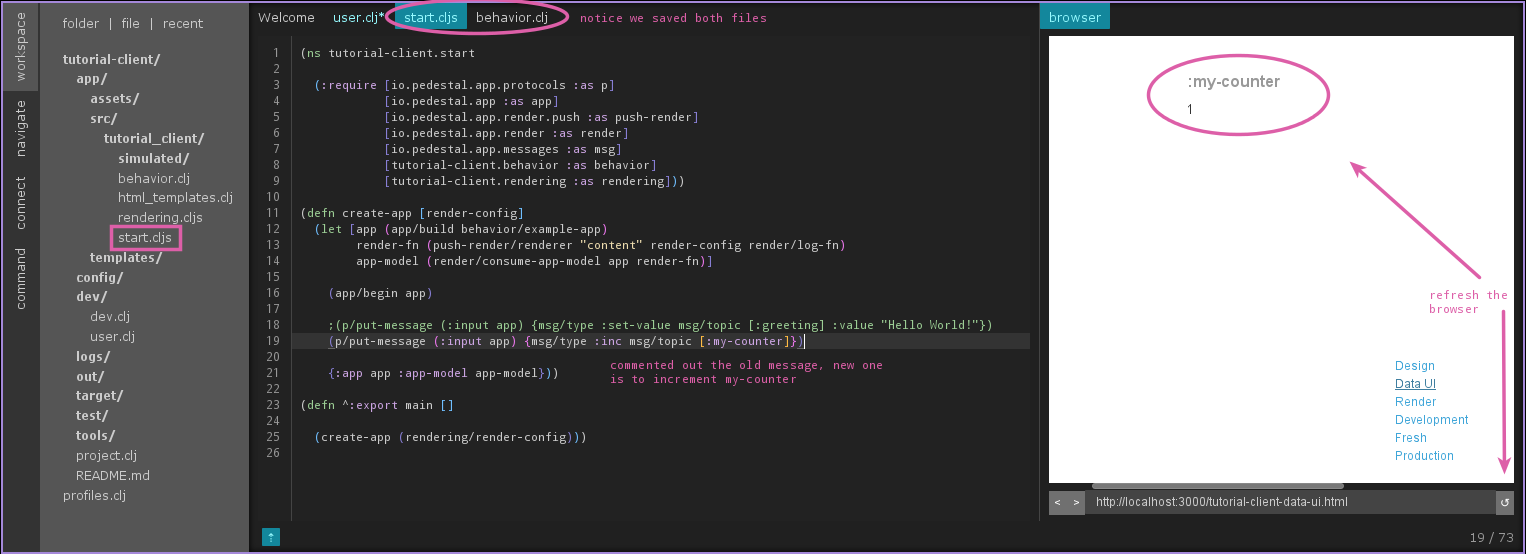 workspace
navigate
connect
command
folder | file | recent
tutorial-client/
app/
assets/
src/
tutorial_client/
simulated/
behavior.clj
html_templates.clj
rendering.cljs
start.cljs
templates/
config/
dev/
dev.clj
user.clj
logs/
out/
target/
test/
tools/
project.clj
README.md
profiles.clj
Welcome user.clj* start.cljs behavior.clj notice we saved both files
1 (ns tutorial-client.start
2
3 (:require [io.pedestal.app.protocols :as p]
4 [io.pedestal.app :as app]
5 [io.pedestal.app.render.push :as push-render]
6 [io.pedestal.app.render :as render]
7 [io.pedestal.app.messages :as msg]
8 [tutorial-client.behavior :as behavior]
9 [tutorial-client.rendering :as rendering]))
10
11 (defn create-app [render-config]
12 (let [app (app/build behavior/example-app)
13 render-fn (push-render/renderer "content" render-config render/log-fn)
14 app-model (render/consume-app-model app render-fn)]
15
16 (app/begin app)
17
18 ;(p/put-message (:input app) {msg/type :set-value msg/topic [:greeting] :value "Hello World!"})
19 (p/put-message (:input app) {msg/type :inc msg/topic [:my-counter]})
20
21 {:app app :app-model app-model}))
22
23 (defn ^:export main []
24
25 (create-app (rendering/render-config)))
26
commented out the old message, new one
is to increment my-counter
browser
:my-counter
1
refresh the
browser
Design
Data UI
Render
Development
Fresh
Production
< > http://localhost:3000/tutorial-client-data-ui.html ↺
⇡
19 / 73